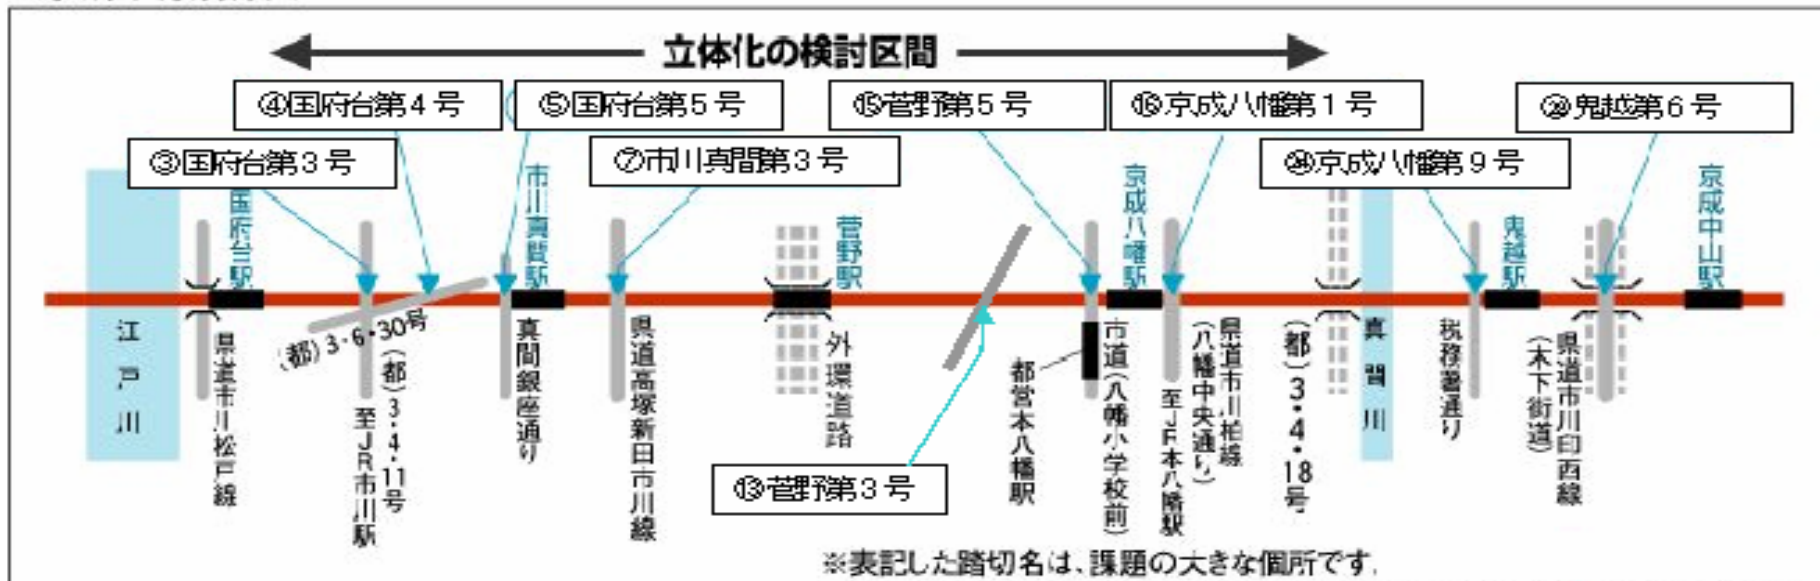 立体化の検討区間
④国府台第4号
⑤国府台第5号
⑮菅野第5号
⑯京成八幡第1号
㉘鬼越第6号
③国府台第3号
⑦市川真間第3号
㉔京成八幡第9号
国府台駅
市川真間駅
菅野駅
京成八幡駅
鬼越駅
京成中山駅
江戸川
県道市川松戸線
(都)3・6・30号
(都)3・4・11号
至JR市川駅
真間銀座通り
県道高塚新田市川線
外環道路
都営本八幡駅
市道(八幡小学校前)
至JR本八幡駅
県道市川柏線
(八幡中央通り)
(都)3・4・18号
真間川
税務署通り
県道市川印西線
(木下街道)
⑬菅野第3号
※表記した踏切名は、課題の大きな個所です。